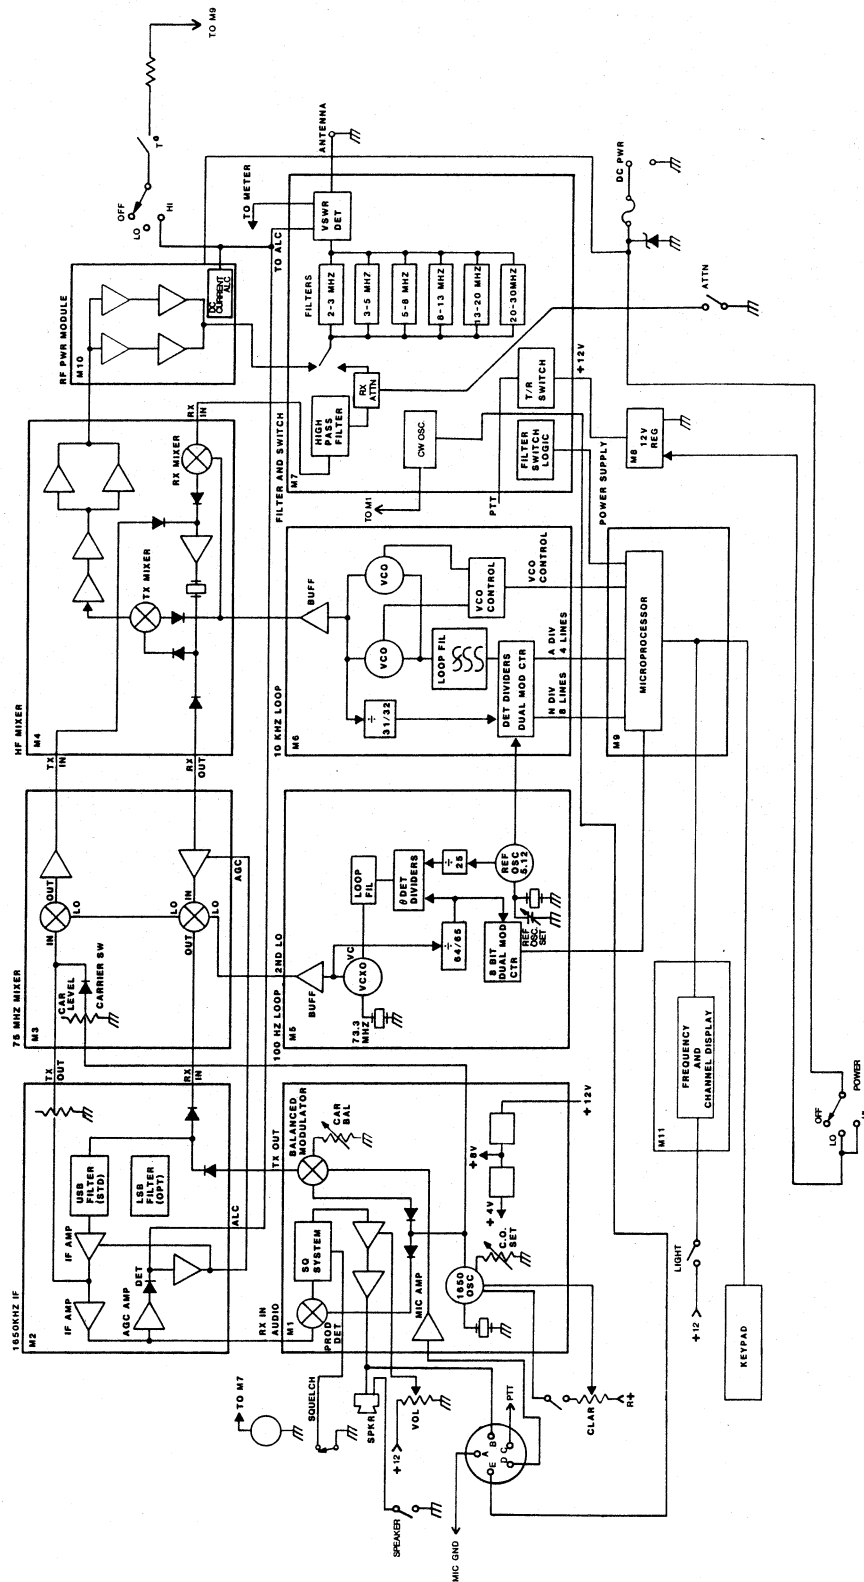 1650KHZ IF
M2
IF AMP
IF AMP
AGC AMP
DET
USB
FILTER
(STD)
LSB
FILTER
(OPT)
ALC
TX
OUT
RX
IN
75 MHZ MIXER
M3
CAR
LEVEL
CARRIER SW
IN
OUT
LO
LO
IN
OUT
LO
AGC
TX
IN
RX
OUT
HF MIXER
M4
TX MIXER
RX MIXER
RX
IN
RF PWR MODULE
M10
DC
CURRENT
ALC
OFF
LO
HI
TO M9
RX IN
AUDIO
M1
PROD
DET
SQ
SYSTEM
BALANCED
MODULATOR
TX OUT
CAR
BAL
MIC AMP
1650
OSC
C.O.
SET
+4V
+8V
+12V
100 HZ LOOP
2ND LO
M5
BUFF
73.3
MHZ
VCXO
VC
LOOP
FIL
θDET
DIVIDERS
÷
64/65
÷
25
8 BIT
DUAL MOD
CTR
REF
OSC.
SET
REF
OSC
5.12
10 KHZ LOOP
M6
BUFF
VCO
VCO
÷
31/32
LOOP FIL
DET DIVIDERS
DUAL MOD CTR
VCO
CONTROL
VCO
CONTROL
N DIV
8 LINES
A DIV
4 LINES
FILTER AND SWITCH
M7
TO ALC
TO METER
HIGH
PASS
FILTER
RX
ATTN
FILTERS
2-3 MHZ
3-5 MHZ
5-8 MHZ
8-13 MHZ
13-20 MHZ
20-30MHZ
VSWR
DET
ANTENNA
CW OSC.
TO M1
FILTER
SWITCH
LOGIC
T/R
SWITCH
PTT
+12V
POWER SUPPLY
M8
12V
REG
DC PWR
ATTN
M9
MICROPROCESSOR
M11
FREQUENCY
AND
CHANNEL DISPLAY
LIGHT
+12
KEYPAD
OFF
LO
POWER
TO M7
SQUELCH
SPKR
+12
VOL
SPEAKER
MIC GND
A
B
C
D
E
PTT
CLAR
R+